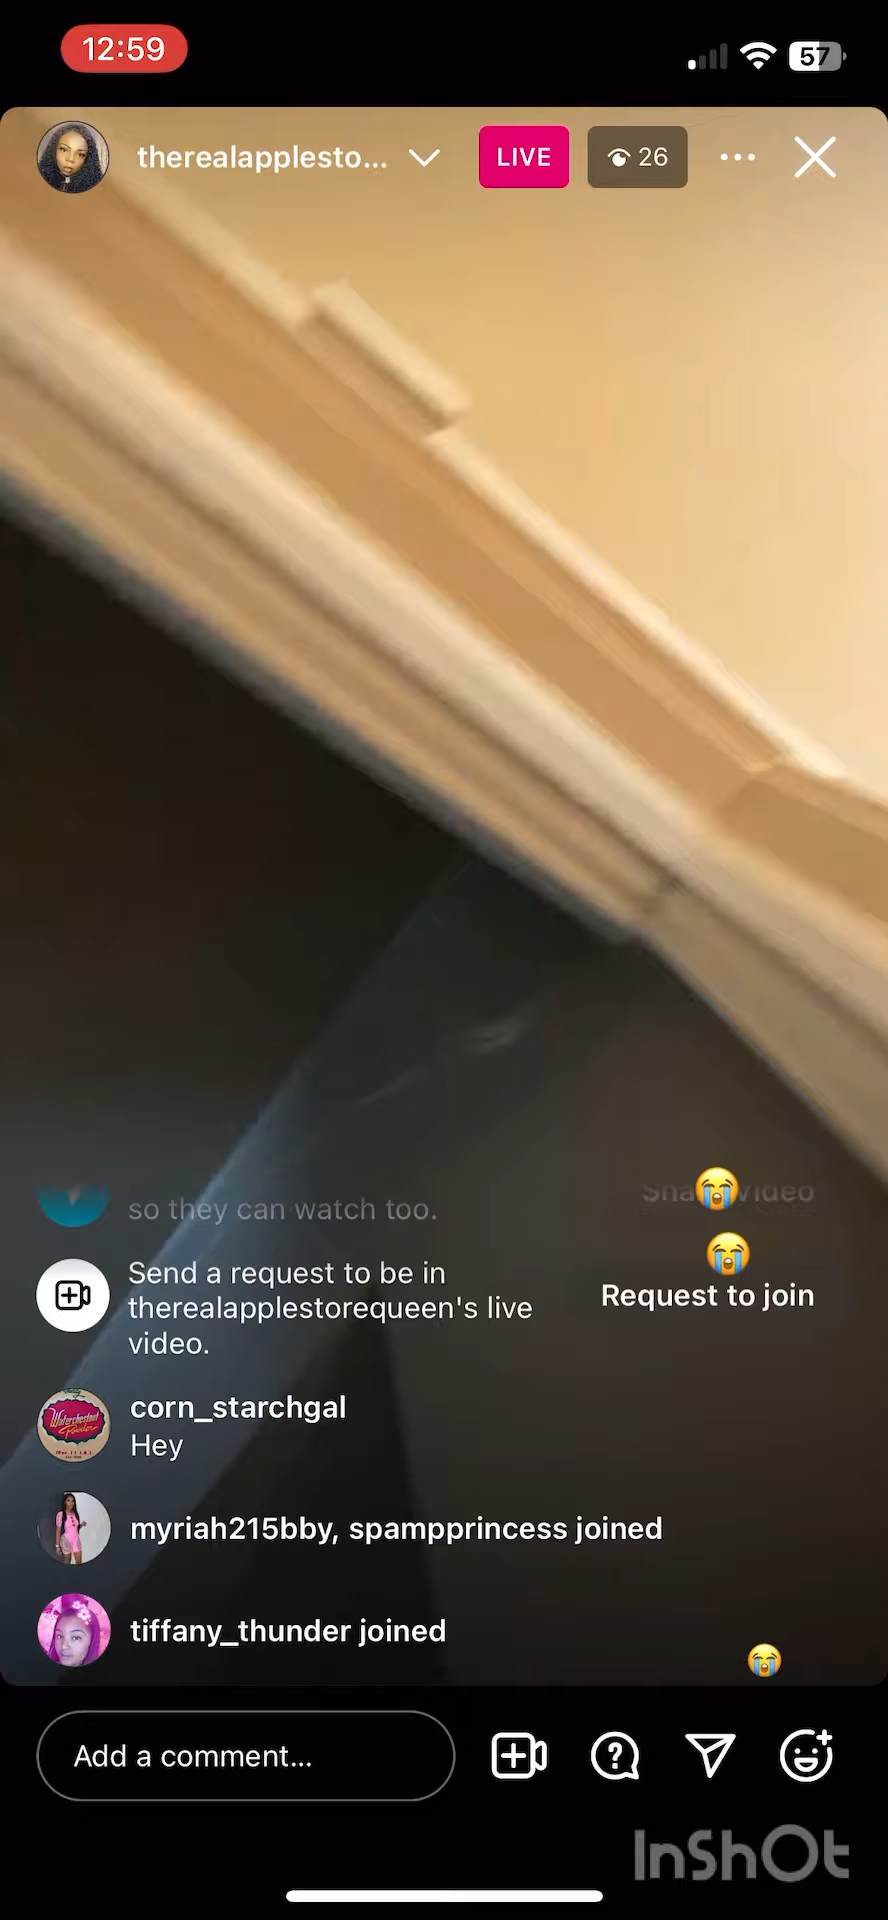 12:59
57
therealapplesto...
LIVE
26
so they can watch too.
Send a request to be in
therealapplestorequeen's live
video.
Request to join
corn_starchgal
Hey
myriah215bby, spampprincess joined
tiffany_thunder joined
Add a comment...
InShOt